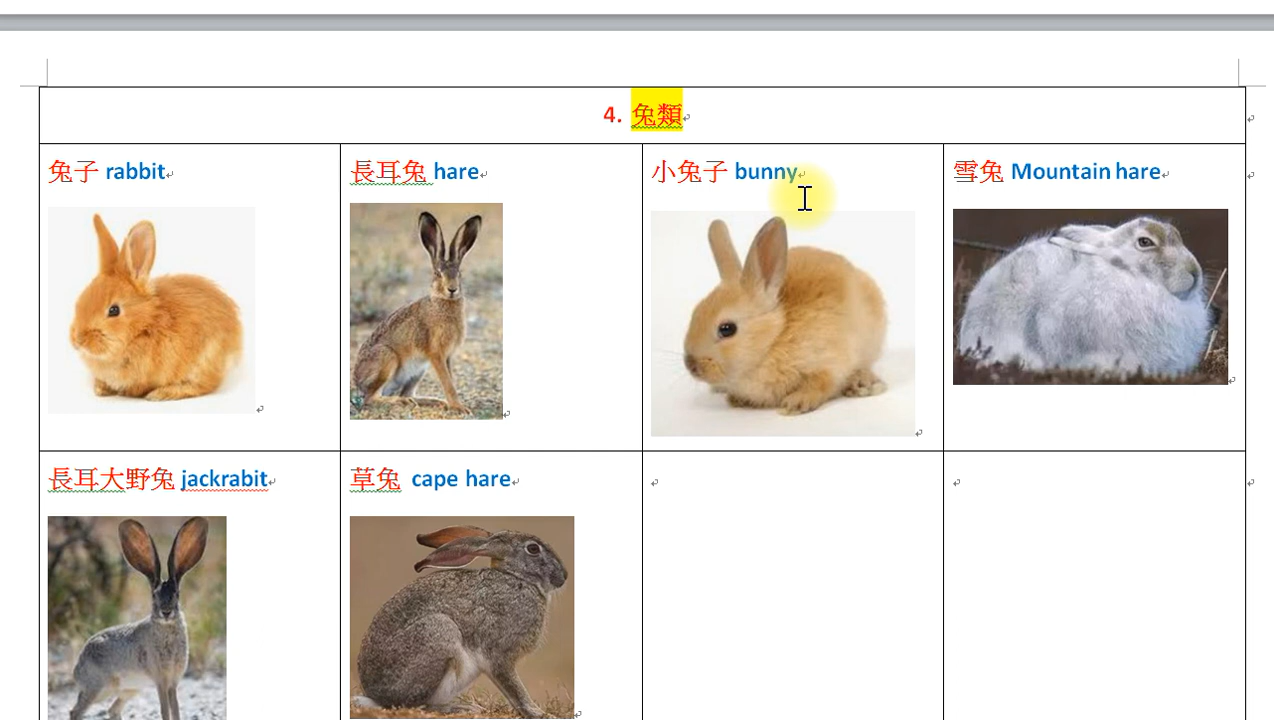 4. 兔類
兔子 rabbit
長耳兔 hare
小兔子 bunny
雪兔 Mountain hare
長耳大野兔 jackrabbit
草兔 cape hare